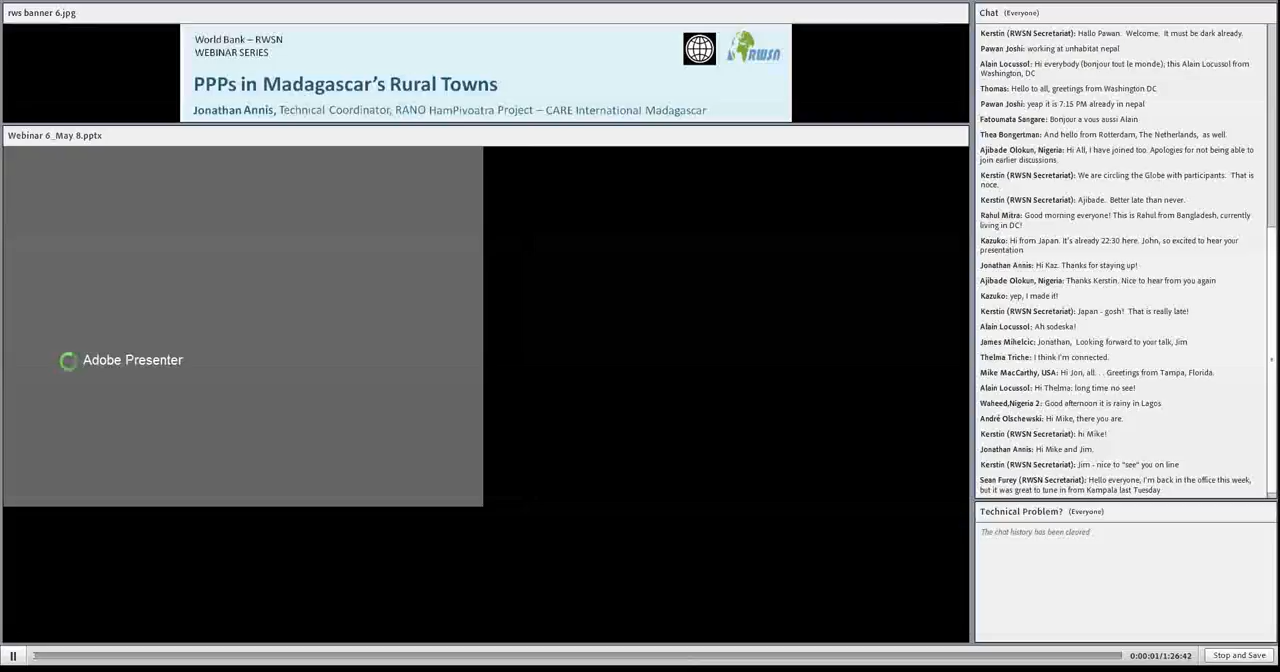 rws banner 6.jpg
World Bank – RWSN
WEBINAR SERIES
RWSN
PPPs in Madagascar’s Rural Towns
Jonathan Annis, Technical Coordinator, RANO HamPivoatra Project – CARE International Madagascar
Webinar 6_May 8.pptx
Adobe Presenter
Chat (Everyone)
Kerstin (RWSN Secretariat): Hallo Pawan. Welcome. It must be dark already.
Pawan Joshi: working at unhabitat nepal
Alain Locussol: Hi everybody (bonjour tout le monde); this Alain Locussol from
Washington, DC
Thomas: Hello to all, greetings from Washington DC
Pawan Joshi: yeap it is 7:15 PM already in nepal
Fatoumata Sangare: Bonjour a vous aussi Alain
Thea Bongertman: And hello from Rotterdam, The Netherlands, as well.
Ajibade Olokun, Nigeria: Hi All, I have joined too. Apologies for not being able to
join earlier discussions.
Kerstin (RWSN Secretariat): We are circling the Globe with participants. That is
noce.
Kerstin (RWSN Secretariat): Ajibade. Better late than never.
Rahul Mitra: Good morning everyone! This is Rahul from Bangladesh, currently
living in DC!
Kazuko: Hi from Japan. It's already 22:30 here. John, so excited to hear your
presentation
Jonathan Annis: Hi Kaz. Thanks for staying up!
Ajibade Olokun, Nigeria: Thanks Kerstin. Nice to hear from you again
Kazuko: yep, I made it!
Kerstin (RWSN Secretariat): Japan - gosh! That is really late!
Alain Locussol: Ah sodeska!
James Mihelcic: Jonathan, Looking forward to your talk, Jim
Thelma Triche: I think I'm connected.
Mike MacCarthy, USA: Hi Jon, all. . . Greetings from Tampa, Florida.
Alain Locussol: Hi Thelma: long time no see!
Waheed,Nigeria 2: Good afternoon it is rainy in Lagos
André Olschewski: Hi Mike, there you are.
Kerstin (RWSN Secretariat): hi Mike!
Jonathan Annis: Hi Mike and Jim.
Kerstin (RWSN Secretariat): Jim - nice to "see" you on line
Sean Furey (RWSN Secretariat): Hello everyone, I'm back in the office this week,
but it was great to tune in from Kampala last Tuesday
Technical Problem? (Everyone)
The chat history has been cleared
0:00:01/1:26:42
Stop and Save